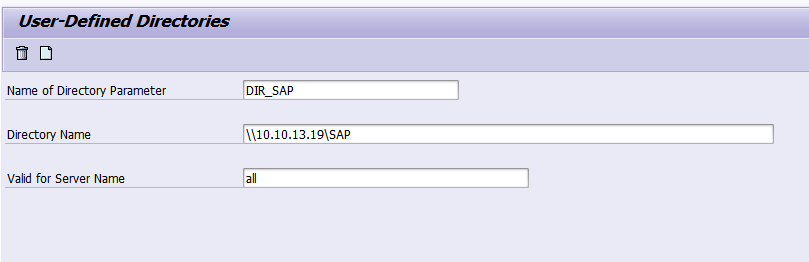 User-Defined Directories
Name of Directory Parameter DIR_SAP
Directory Name \\10.10.13.19\SAP
Valid for Server Name all